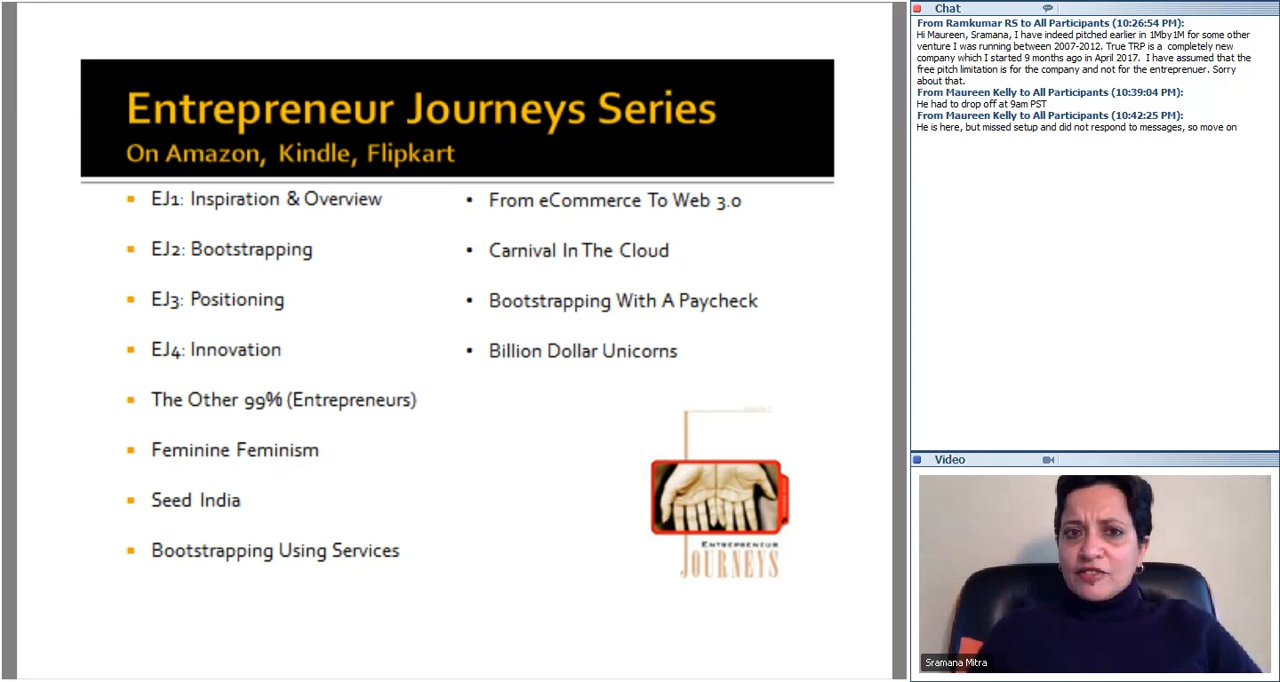 Entrepreneur Journeys Series
On Amazon, Kindle, Flipkart
EJ1: Inspiration & Overview
EJ2: Bootstrapping
EJ3: Positioning
EJ4: Innovation
The Other 99% (Entrepreneurs)
Feminine Feminism
Seed India
Bootstrapping Using Services
From eCommerce To Web 3.0
Carnival In The Cloud
Bootstrapping With A Paycheck
Billion Dollar Unicorns
ENTREPRENEUR
JOURNEYS
Chat
From Ramkumar RS to All Participants (10:26:54 PM):
Hi Maureen, Sramana, I have indeed pitched earlier in 1Mby1M for some other
venture I was running between 2007-2012. True TRP is a completely new
company which I started 9 months ago in April 2017. I have assumed that the
free pitch limitation is for the company and not for the entreprenuer. Sorry
about that.
From Maureen Kelly to All Participants (10:39:04 PM):
He had to drop off at 9am PST
From Maureen Kelly to All Participants (10:42:25 PM):
He is here, but missed setup and did not respond to messages, so move on
Video
Sramana Mitra